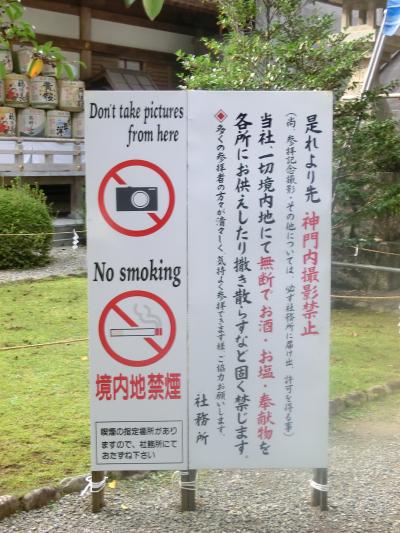 Don't take pictures
from here
No smoking
境内地禁煙
喫煙の指定場所があり
ますので、社務所にて
おたずね下さい
是れより先 神門内撮影禁止
(尚 参拝記念撮影・その他については、必ず社務所に届け出、許可を得る事)
当社、一切境内地にて無断でお酒・お塩・奉献物を
各所にお供えしたり撒き散らすなど固く禁じます。
◈多くの参拝者の方々が清々しく、気持よく参拝できます様、ご協力お願いします。
社務所